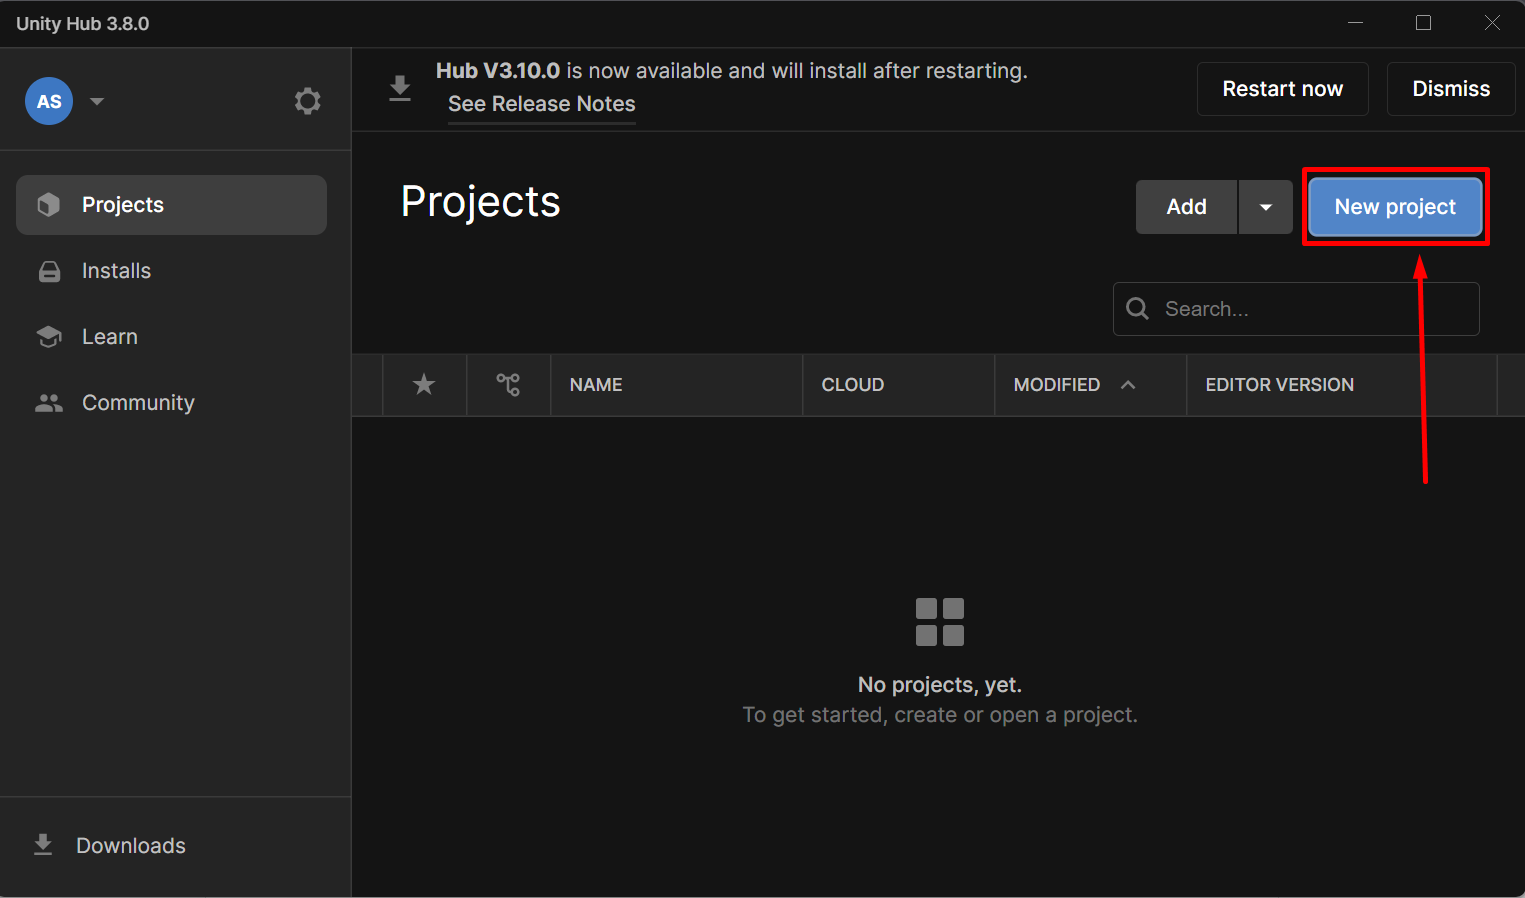 Unity Hub 3.8.0
AS
Hub V3.10.0 is now available and will install after restarting.
See Release Notes
Restart now
Dismiss
Projects
Installs
Learn
Community
Downloads
Projects
Add
New project
Search...
NAME
CLOUD
MODIFIED
EDITOR VERSION
No projects, yet.
To get started, create or open a project.